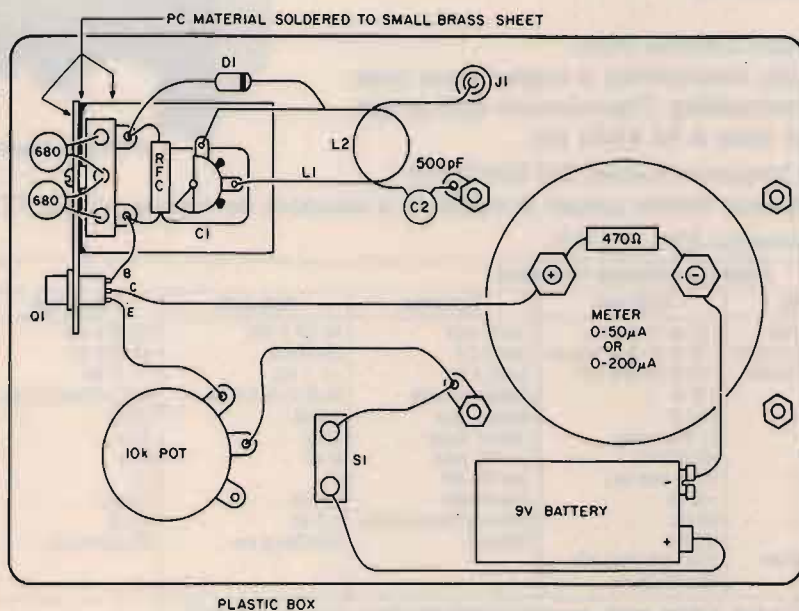 PC MATERIAL SOLDERED TO SMALL BRASS SHEET
D1
J1
L2
680
RFC
L1
500pF
680
C1
C2
B
C
E
Q1
470Ω
+
-
METER
0-50μA
OR
0-200μA
10k POT
S1
9V BATTERY
-
+
PLASTIC BOX